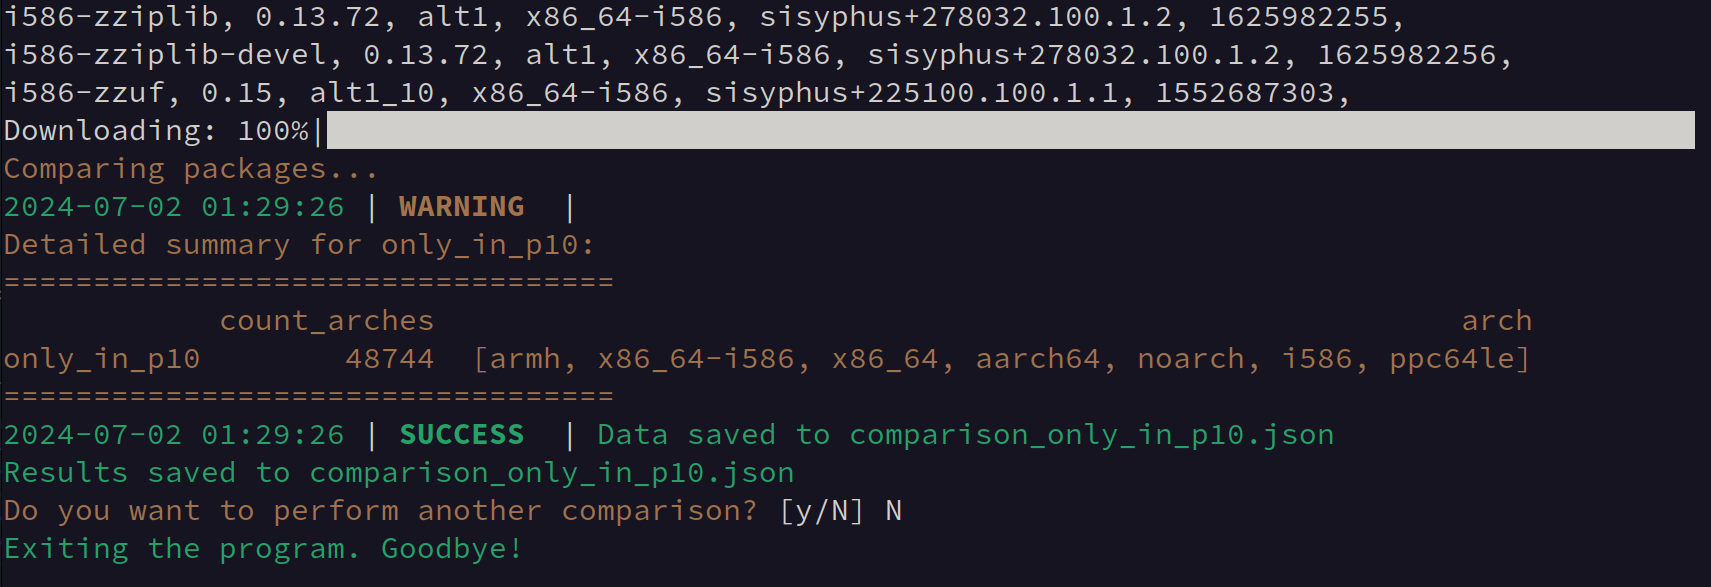 i586-zziplib, 0.13.72, alt1, x86_64-i586, sisyphus+278032.100.1.2, 1625982255,
i586-zziplib-devel, 0.13.72, alt1, x86_64-i586, sisyphus+278032.100.1.2, 1625982256,
i586-zzuf, 0.15, alt1_10, x86_64-i586, sisyphus+225100.100.1.1, 1552687303,
Downloading: 100%|
Comparing packages...
2024-07-02 01:29:26 | WARNING  |
Detailed summary for only_in_p10:
==================================
            count_arches                                                         arch
only_in_p10        48744  [armh, x86_64-i586, x86_64, aarch64, noarch, i586, ppc64le]
==================================
2024-07-02 01:29:26 | SUCCESS  | Data saved to comparison_only_in_p10.json
Results saved to comparison_only_in_p10.json
Do you want to perform another comparison? [y/N] N
Exiting the program. Goodbye!